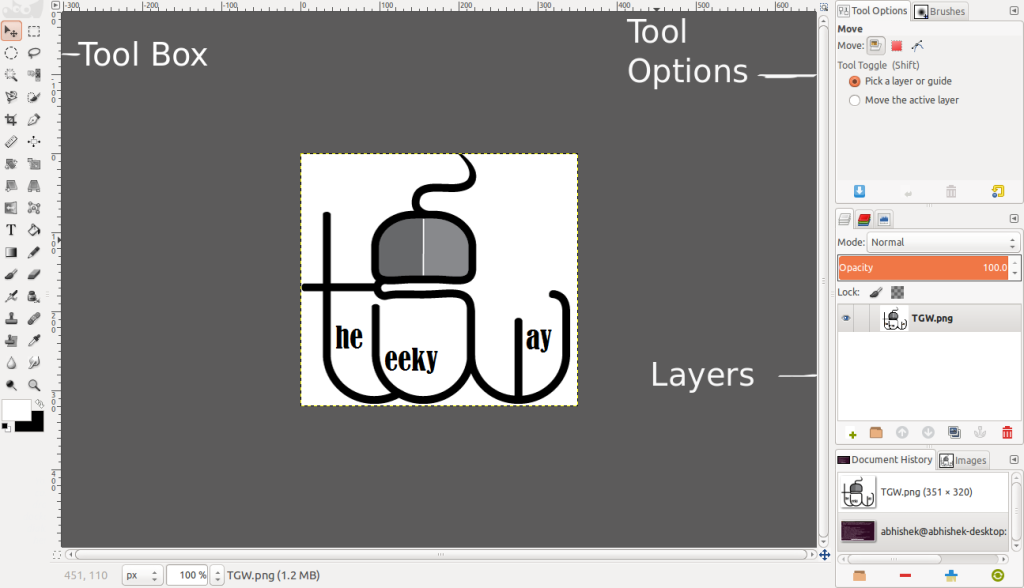 -300
-200
-100
0
100
200
300
400
500
600
Tool Options
Brushes
Move
Move:
Tool Toggle (Shift)
Pick a layer or guide
Move the active layer
Tool Box
Tool
Options
he
eeky
ay
Layers
Mode: Normal
Opacity 100.0
Lock:
TGW.png
Document History
Images
TGW.png (351 × 320)
abhishek@abhishek-desktop:
451, 110
px
100 %
TGW.png (1.2 MB)